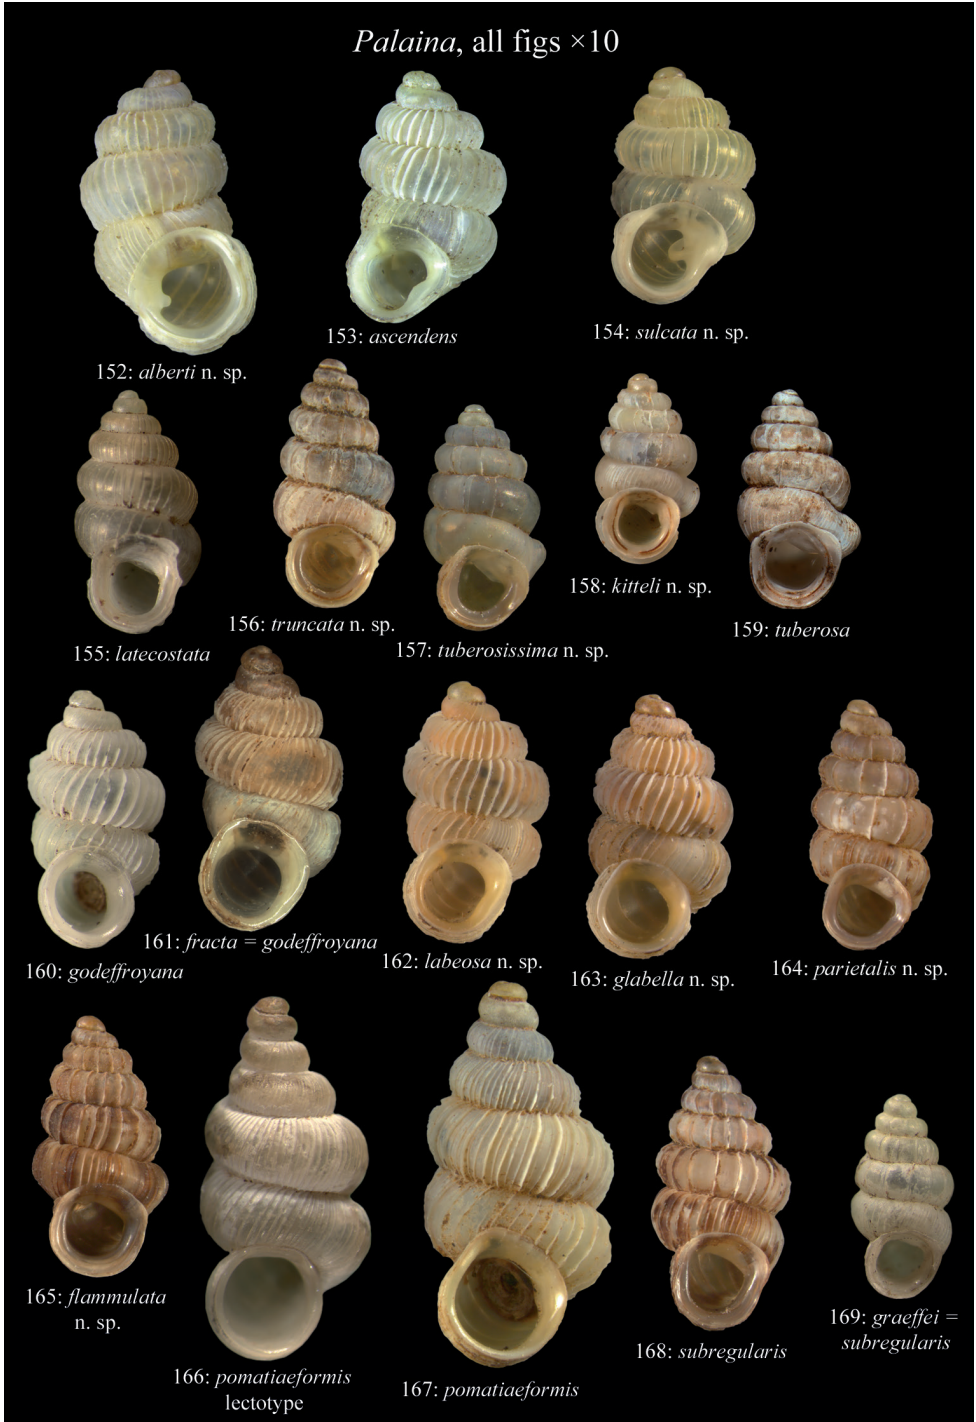 Palaina, all figs ×10
152: alberti n. sp.
153: ascendens
154: sulcata n. sp.
155: latecostata
156: truncata n. sp.
157: tuberosissima n. sp.
158: kitteli n. sp.
159: tuberosa
160: godeffroyana
161: fracta = godeffroyana
162: labeosa n. sp.
163: glabella n. sp.
164: parietalis n. sp.
165: flammulata
n. sp.
166: pomatiaeformis
lectotype
167: pomatiaeformis
168: subregularis
169: graeffei =
subregularis